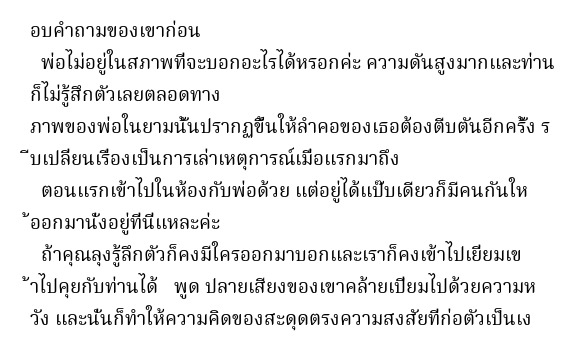 อบคำถามของเขาก่อน
พ่อไม่อยู่ในสภาพที่จะบอกอะไรได้หรอกค่ะ ความดันสูงมากและท่าน
ก็ไม่รู้สึกตัวเลยตลอดทาง
ภาพของพ่อในยามนั้นปรากฏขึ้นให้ลำคอของเธอต้องตีบตันอีกครั้ง ร
ีบเปลี่ยนเรื่องเป็นการเล่าเหตุการณ์เมื่อแรกมาถึง
ตอนแรกเข้าไปในห้องกับพ่อด้วย แต่อยู่ได้แป๊บเดียวก็มีคนกันให
้ออกมานั่งอยู่ที่นี่แหละค่ะ
ถ้าคุณลุงรู้สึกตัวก็คงมีใครออกมาบอกและเราก็คงเข้าไปเยี่ยมเข
้าไปคุยกับท่านได้   พูด ปลายเสียงของเขาคล้ายเปี่ยมไปด้วยความห
วัง และนั่นก็ทำให้ความคิดของสะดุดตรงความสงสัยที่ก่อตัวเป็นเง